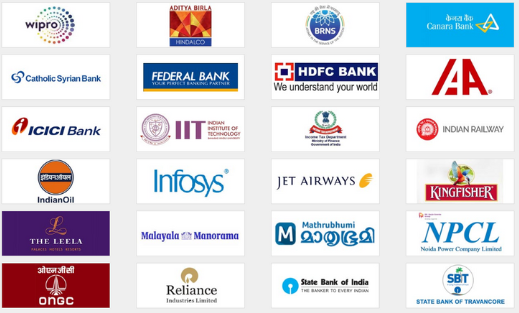 wipro
ADITYA BIRLA
HINDALCO
BRNS
केनरा बैंक
Canara Bank
Catholic Syrian Bank
FEDERAL BANK
YOUR PERFECT BANKING PARTNER
HDFC BANK
We understand your world
ICICI Bank
IIT
INDIAN
INSTITUTE OF
TECHNOLOGY
Income Tax Department
Ministry of Finance
Government of India
INDIAN RAILWAY
इंडियनऑयल
IndianOil
Infosys®
JET AIRWAYS
KINGFISHER
L
THE LEELA
PALACES HOTELS RESORTS
Malayala Manorama
M
Mathrubhumi
മാതൃഭൂമി
NPCL
Noida Power Company Limited
ओएनजीसी
ONGC
Reliance
Industries Limited
State Bank of India
THE BANKER TO EVERY INDIAN
SBT
STATE BANK OF TRAVANCORE